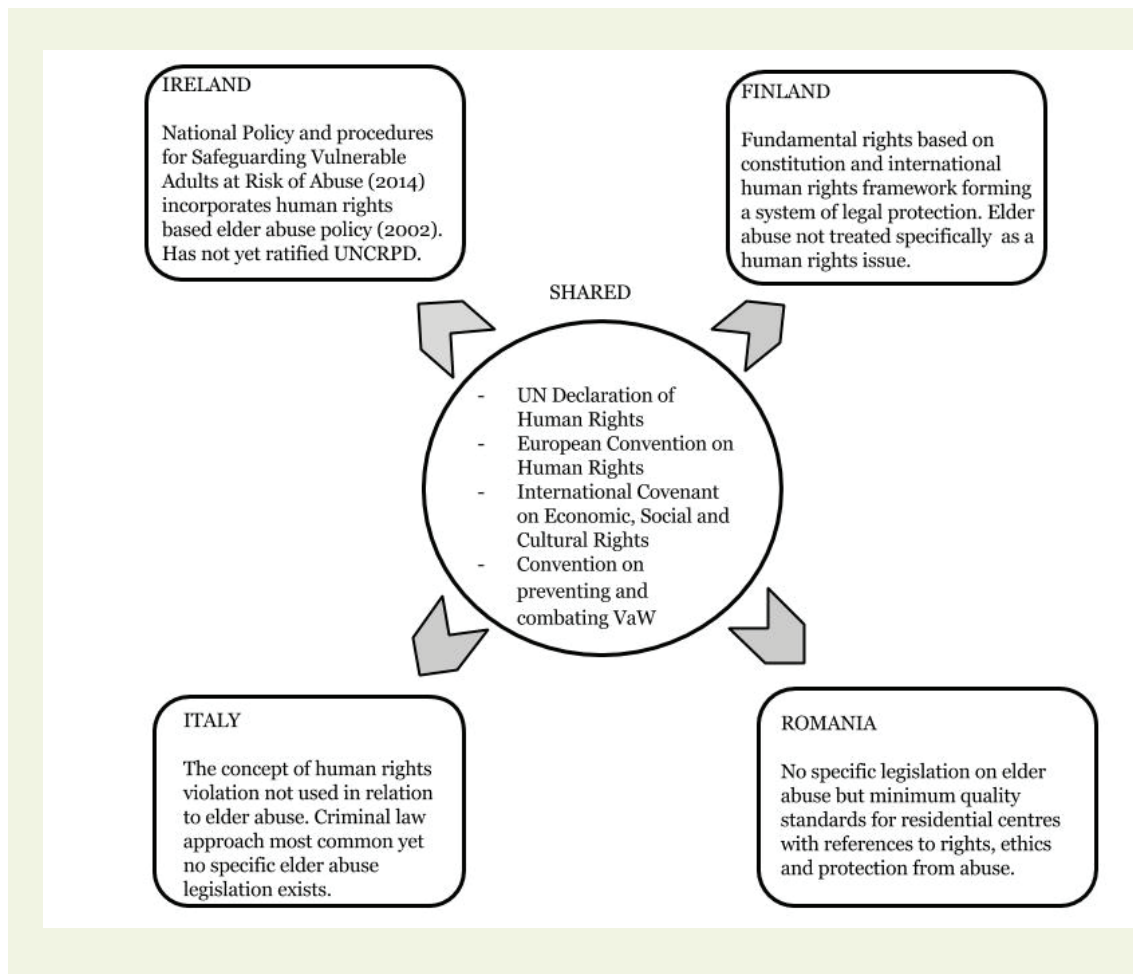 IRELAND
National Policy and procedures
for Safeguarding Vulnerable
Adults at Risk of Abuse (2014)
incorporates human rights
based elder abuse policy (2002).
Has not yet ratified UNCRPD.
FINLAND
Fundamental rights based on
constitution and international
human rights framework forming
a system of legal protection. Elder
abuse not treated specifically as a
human rights issue.
SHARED
- UN Declaration of
Human Rights
- European Convention on
Human Rights
- International Covenant
on Economic, Social and
Cultural Rights
- Convention on
preventing and
combating VaW
ITALY
The concept of human rights
violation not used in relation
to elder abuse. Criminal law
approach most common yet
no specific elder abuse
legislation exists.
ROMANIA
No specific legislation on elder
abuse but minimum quality
standards for residential centres
with references to rights, ethics
and protection from abuse.